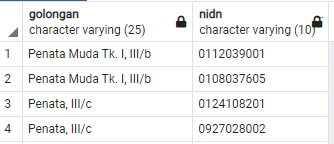 golongan nidn
character varying (25) character varying (10)
1 Penata Muda Tk. I, III/b 0112039001
2 Penata Muda Tk. I, III/b 0108037605
3 Penata, III/c 0124108201
4 Penata, III/c 0927028002